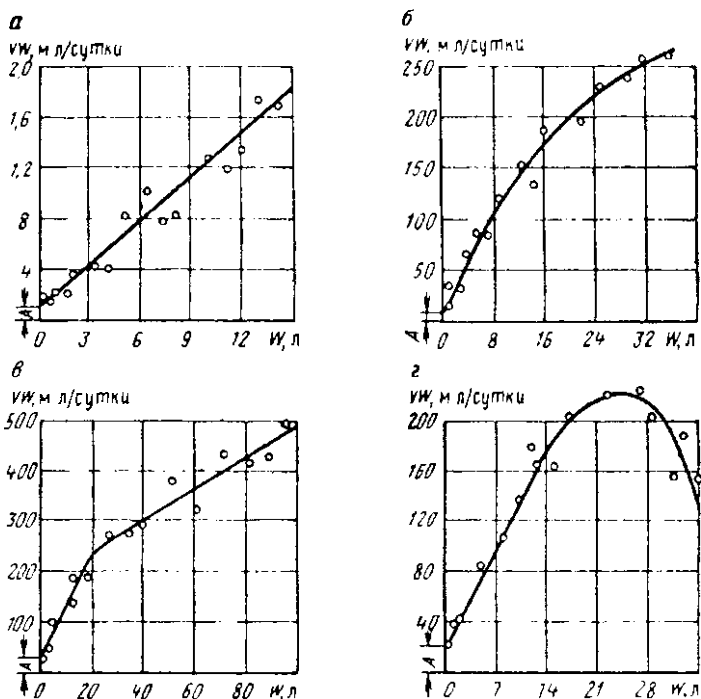 а
VW, мл/сутки
2,0
1,6
1,2
8
4
A
0 3 6 9 12 W, л
б
VW, мл/сутки
250
200
150
100
50
A
0 8 16 24 32 W, л
в
VW, мл/сутки
500
400
300
200
100
A
0 20 40 60 80 W, л
г
VW, мл/сутки
200
160
120
80
40
A
0 7 14 21 28 W, л